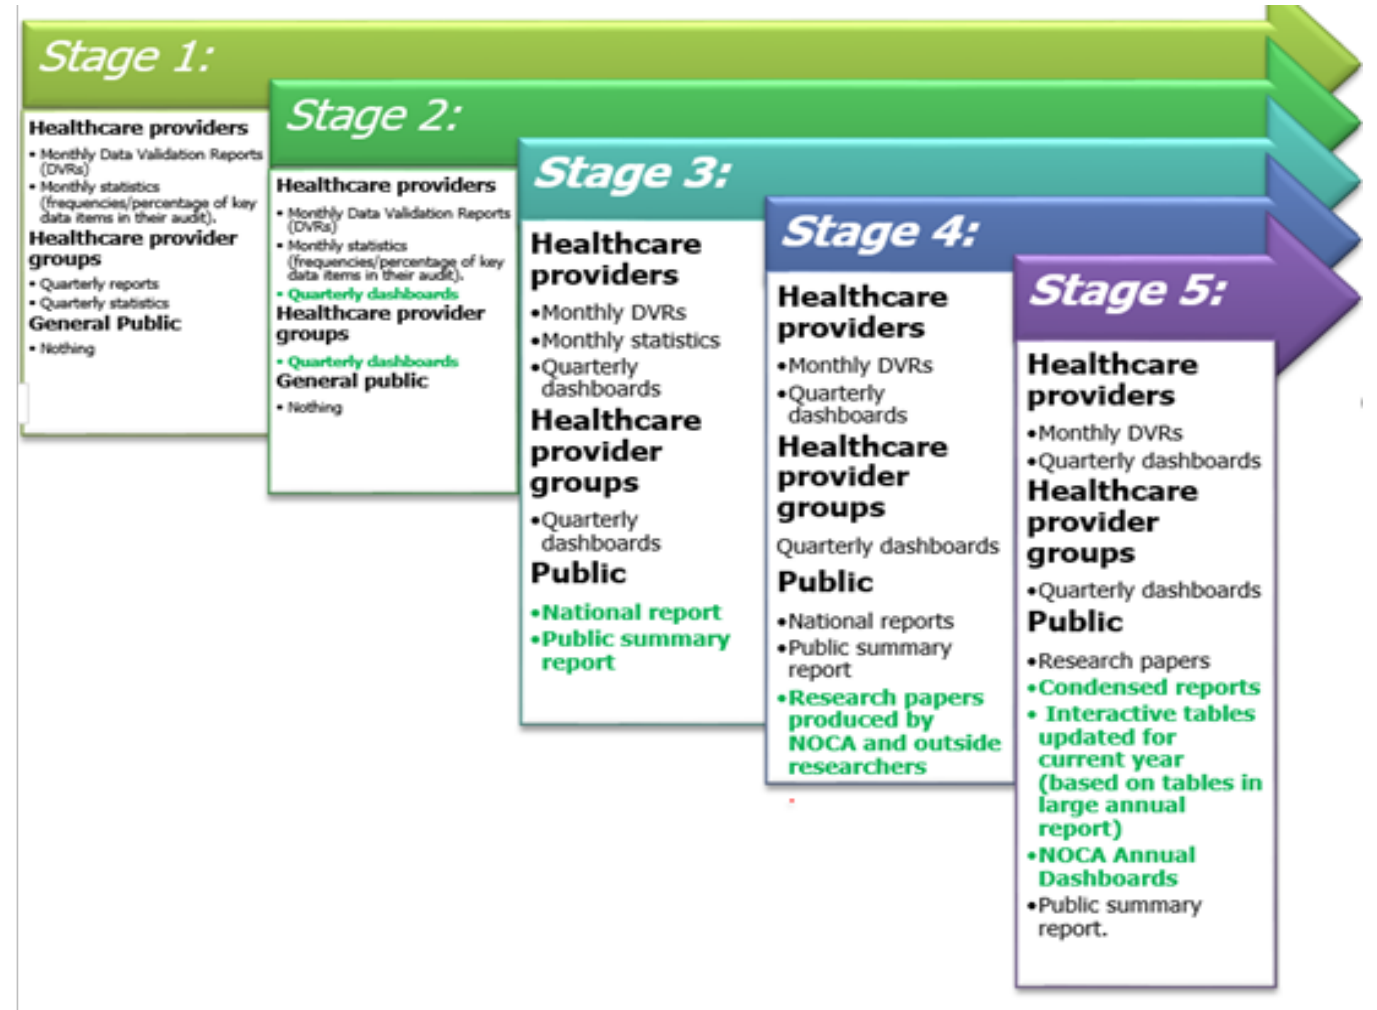 Stage 1:
Healthcare providers
• Monthly Data Validation Reports
(DVRs)
• Monthly statistics
(frequencies/percentage of key
data items in their audit).
Healthcare provider
groups
• Quarterly reports
• Quarterly statistics
General Public
• Nothing
Stage 2:
Healthcare providers
• Monthly Data Validation Reports
(DVRs)
• Monthly statistics
(frequencies/percentage of key
data items in their audit).
• Quarterly dashboards
Healthcare provider
groups
• Quarterly dashboards
General public
• Nothing
Stage 3:
Healthcare
providers
•Monthly DVRs
•Monthly statistics
•Quarterly
dashboards
Healthcare
provider
groups
•Quarterly
dashboards
Public
•National report
•Public summary
report
Stage 4:
Healthcare
providers
•Monthly DVRs
•Quarterly
dashboards
Healthcare
provider
groups
Quarterly dashboards
Public
•National reports
•Public summary
report
•Research papers
produced by
NOCA and outside
researchers
Stage 5:
Healthcare
providers
•Monthly DVRs
•Quarterly dashboards
Healthcare
provider
groups
•Quarterly dashboards
Public
•Research papers
•Condensed reports
• Interactive tables
updated for
current year
(based on tables in
large annual
report)
•NOCA Annual
Dashboards
•Public summary
report.